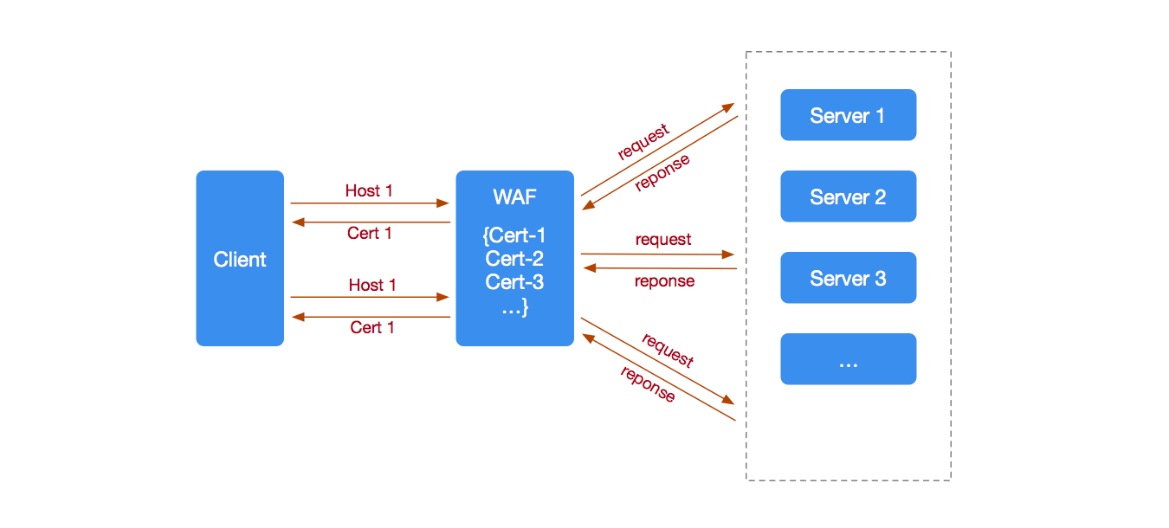 Client
Host 1
Cert 1
Host 1
Cert 1
WAF
{Cert-1
Cert-2
Cert-3
...}
request
reponse
request
reponse
request
reponse
Server 1
Server 2
Server 3
...